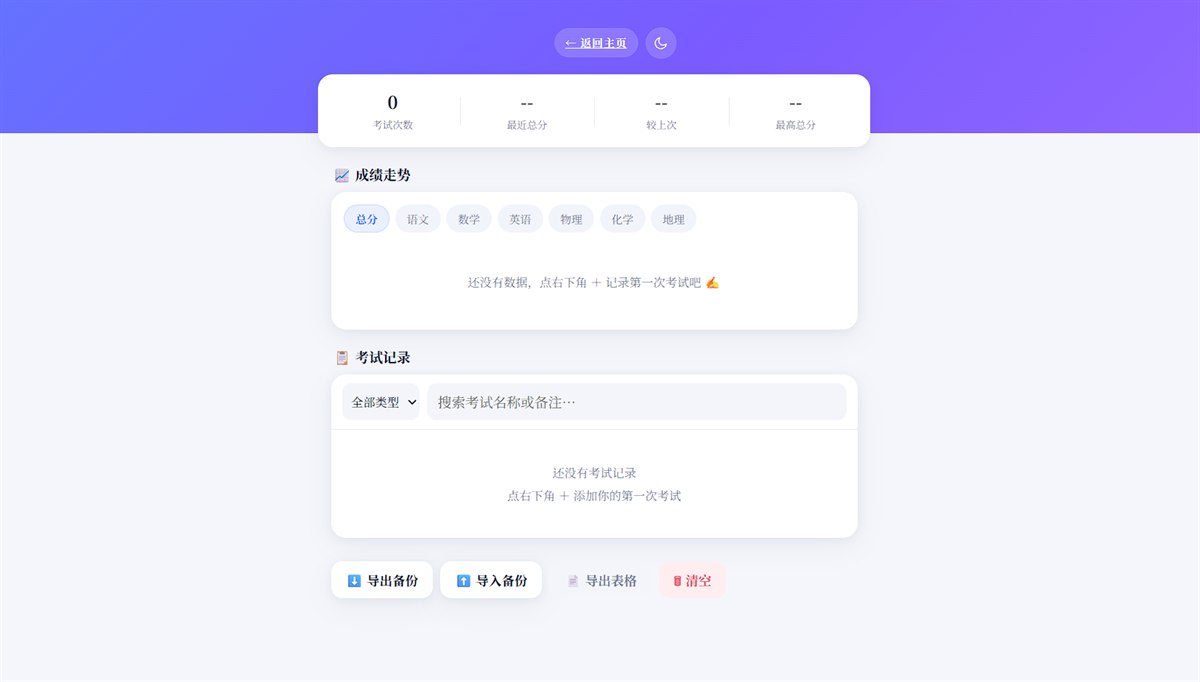 ← 返回主页
0 -- -- --
考试次数 最近总分 较上次 最高总分
📈 成绩走势
总分 语文 数学 英语 物理 化学 地理
还没有数据，点右下角 ＋ 记录第一次考试吧 ✍️
📋 考试记录
全部类型 搜索考试名称或备注…
还没有考试记录
点右下角 ＋ 添加你的第一次考试
⬇️ 导出备份 ⬆️ 导入备份 📄 导出表格 🗑 清空